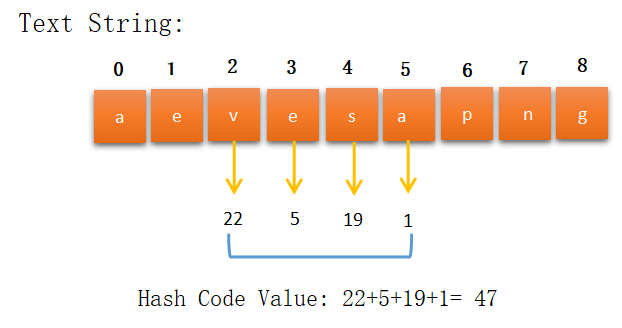 Text String:
0 1 2 3 4 5 6 7 8
a e v e s a p n g
22 5 19 1
Hash Code Value: 22+5+19+1= 47